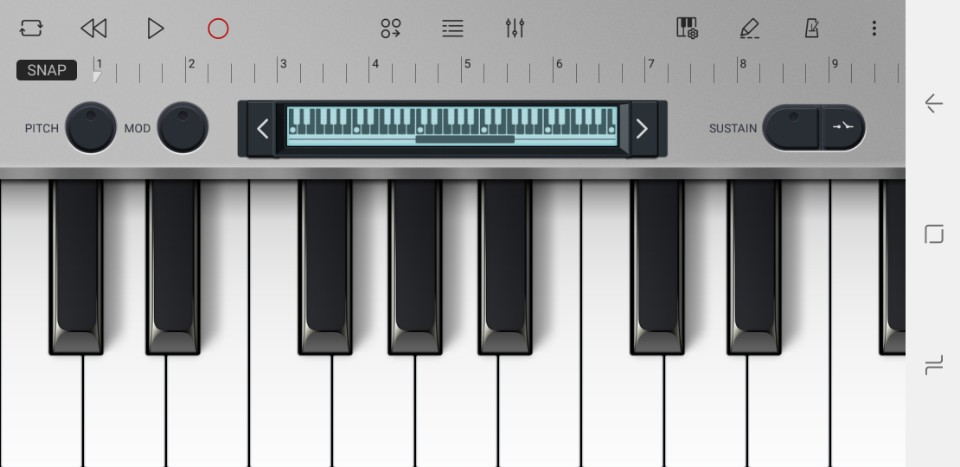 SNAP 1 2 3 4 5 6 7 8 9
PITCH MOD SUSTAIN